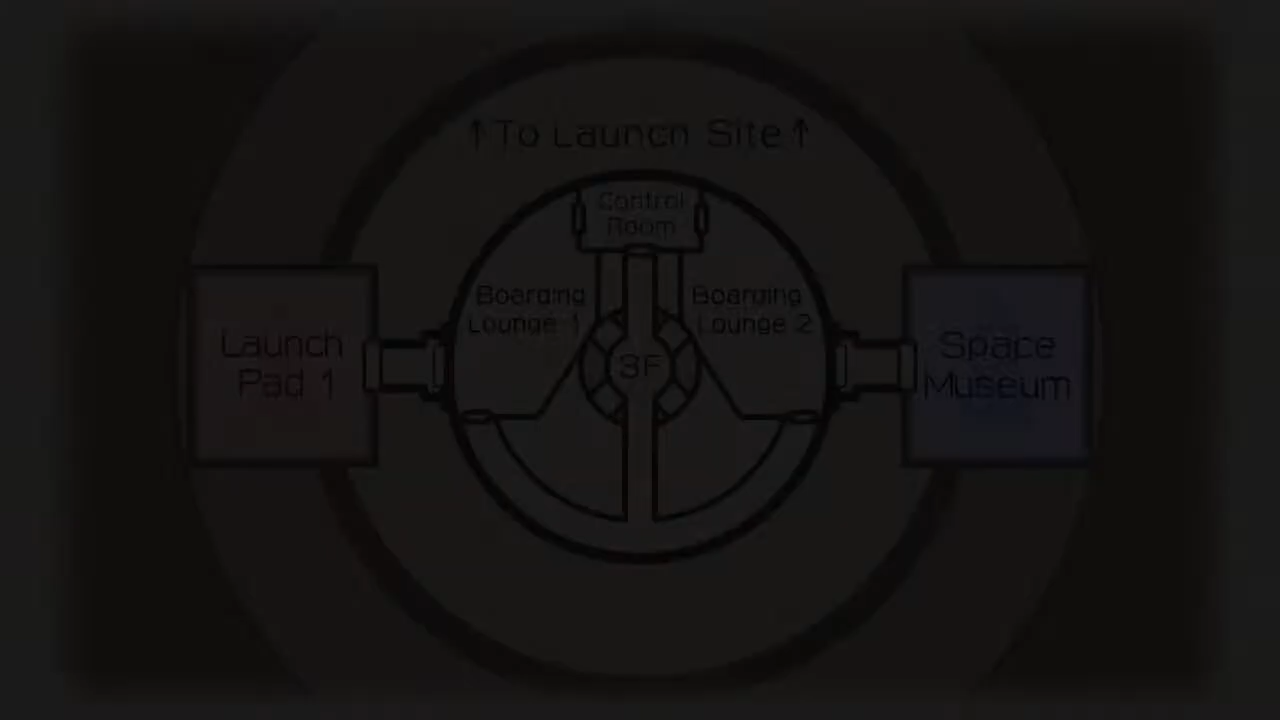 ↑To Launch Site↑
Control
Room
Boarding
Lounge 1
Boarding
Lounge 2
Launch
Pad 1
3F
Space
Museum